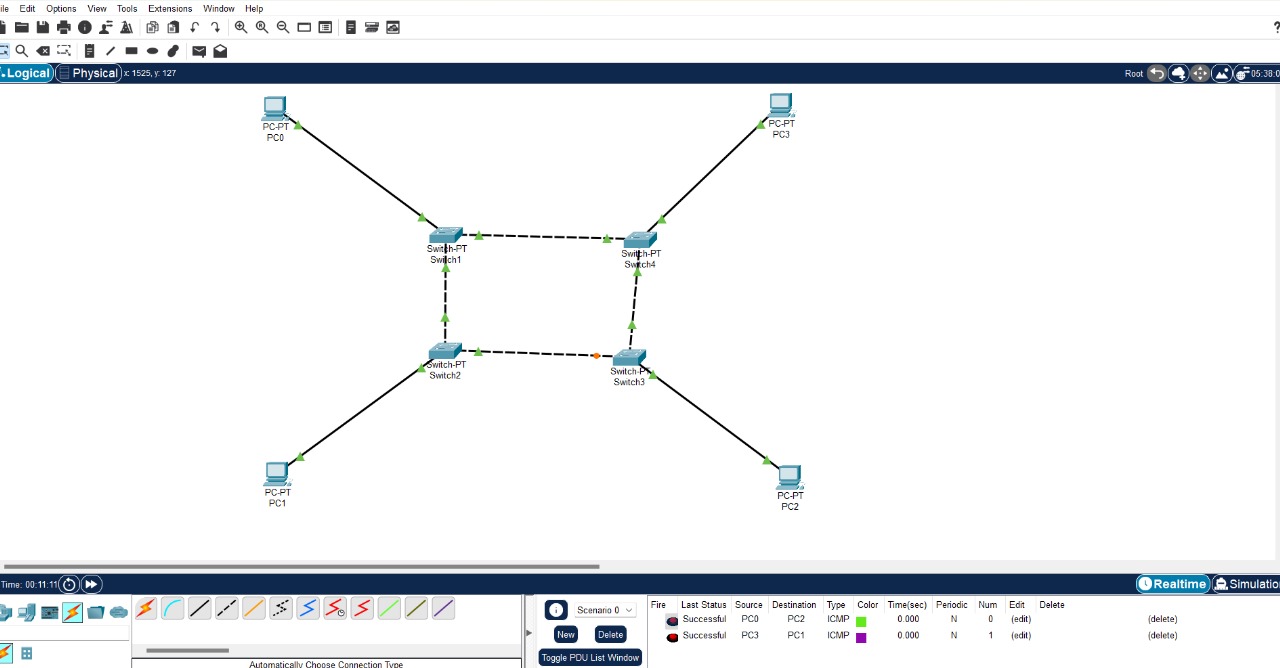 ile Edit Options View Tools Extensions Window Help
?
Logical Physical x: 1525, y: 127 Root 05:38:0
PC-PT
PC0
PC-PT
PC3
Switch-PT
Switch1
Switch-PT
Switch4
Switch-PT
Switch2
Switch-PT
Switch3
PC-PT
PC1
PC-PT
PC2
Time: 00:11:11 Realtime Simulation
Scenario 0
New Delete
Toggle PDU List Window
Fire Last Status Source Destination Type Color Time(sec) Periodic Num Edit Delete
Successful PC0 PC2 ICMP 0.000 N 0 (edit) (delete)
Successful PC3 PC1 ICMP 0.000 N 1 (edit) (delete)
Automatically Choose Connection Type